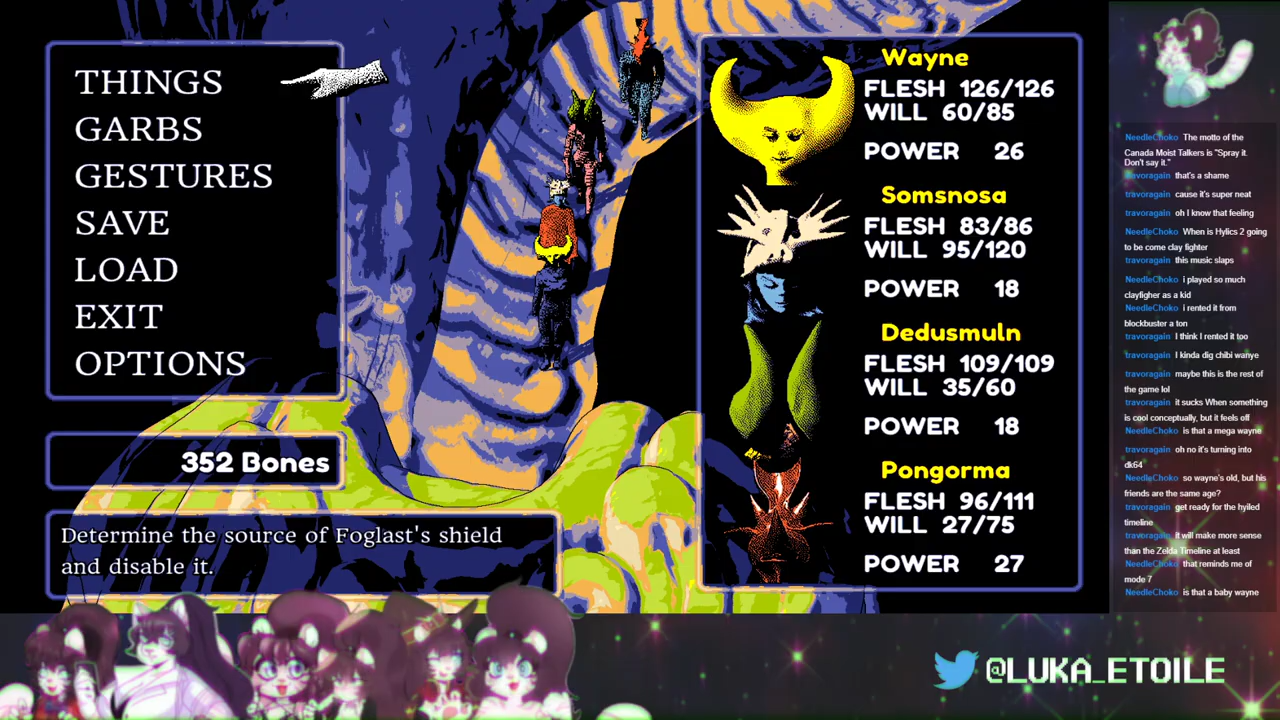 THINGS
GARBS
GESTURES
SAVE
LOAD
EXIT
OPTIONS
352 Bones
Determine the source of Foglast's shield
and disable it.
Wayne
FLESH 126/126
WILL 60/85
POWER 26
Somsnosa
FLESH 83/86
WILL 95/120
POWER 18
Dedusmuln
FLESH 109/109
WILL 35/60
POWER 18
Pongorma
FLESH 96/111
WILL 27/75
POWER 27
NeedleChoko The motto of the
Canada Moist Talkers is "Spray it.
Don't say it."
travoragain that's a shame
travoragain cause it's super neat
travoragain oh I know that feeling
NeedleChoko When is Hylics 2 going
to be come clay fighter
travoragain this music slaps
NeedleChoko i played so much
clayfigher as a kid
NeedleChoko I rented it from
blockbuster a ton
travoragain I think I rented it too
travoragain I kinda dig chibi wanye
travoragain maybe this is the rest of
the game lol
travoragain it sucks When something
is cool conceptually, but it feels off
NeedleChoko is that a mega wayne
travoragain oh no it's turning into
dk64
NeedleChoko so wayne's old, but his
friends are the same age?
travoragain get ready for the hyiled
timeline
travoragain it will make more sense
than the Zelda Timeline at least
NeedleChoko that reminds me of
mode 7
NeedleChoko is that a baby wayne
@LUKA_ETOILE